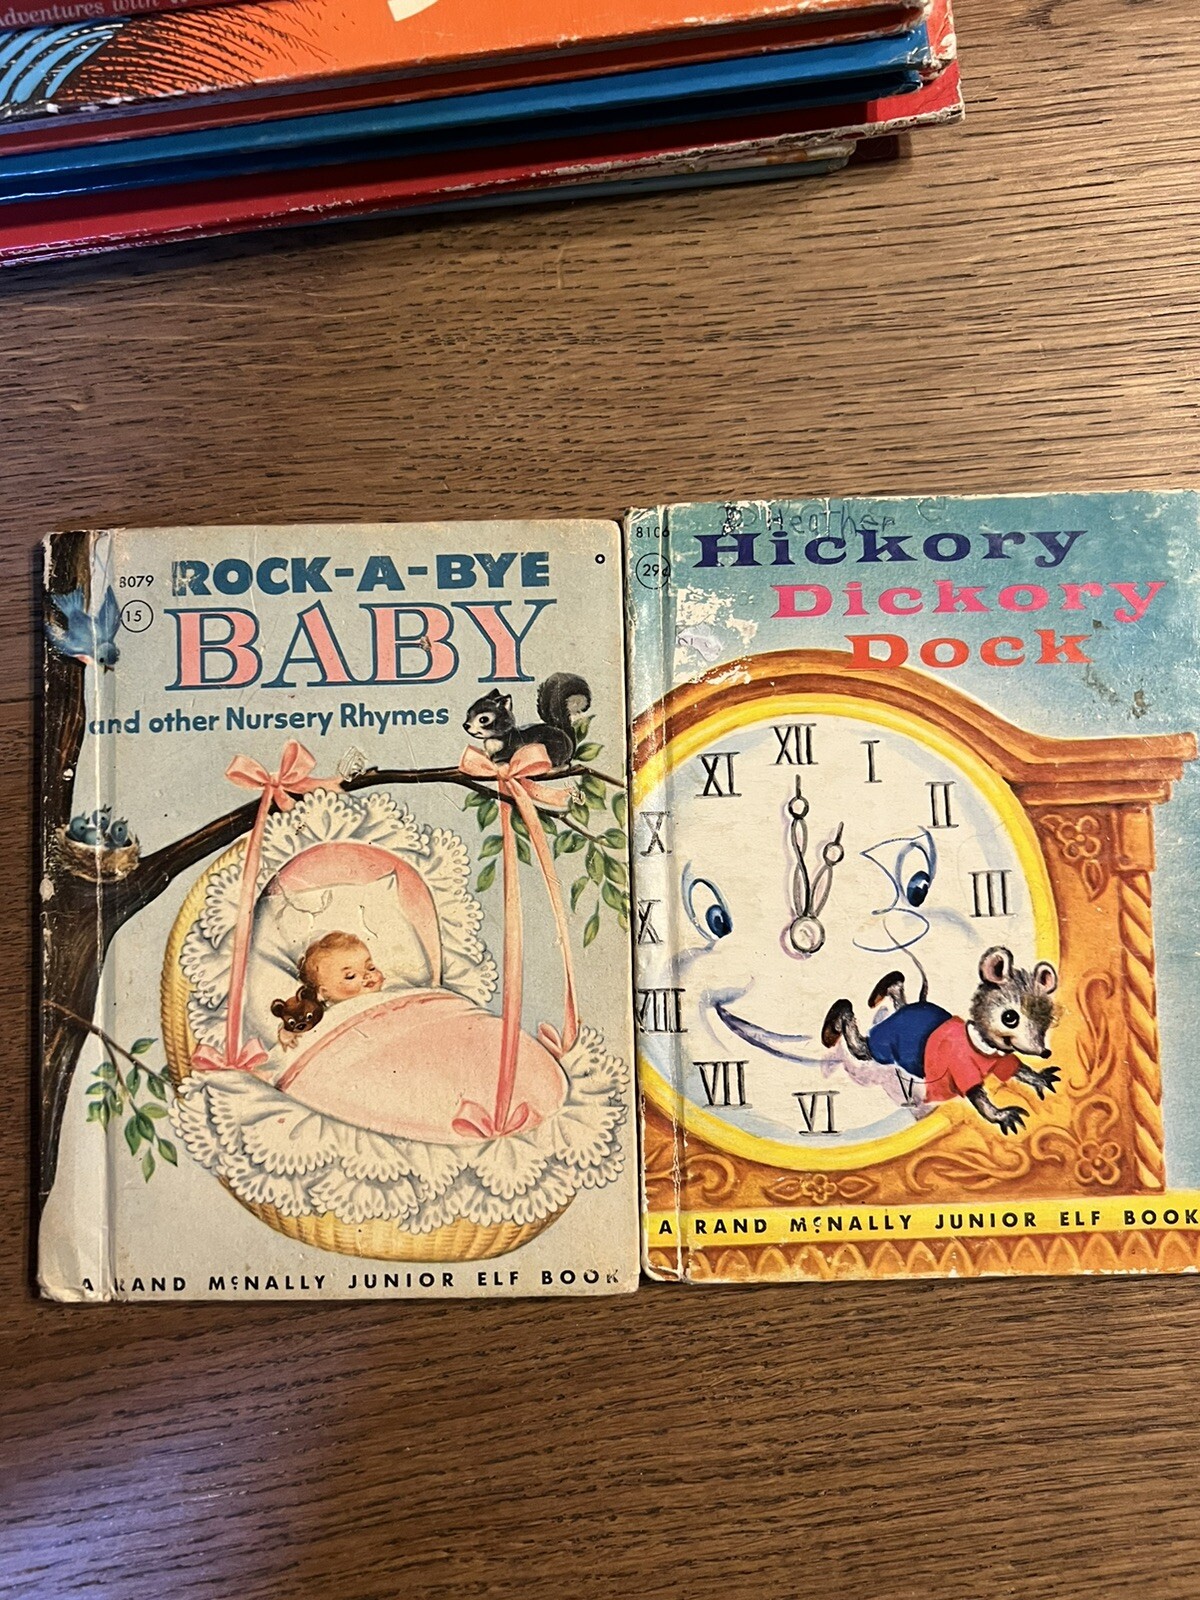 Adventures with
8079
15
ROCK-A-BYE
BABY
and other Nursery Rhymes
A RAND McNALLY JUNIOR ELF BOOK
Heather
8106
29¢
Hickory
Dickory
Dock
XII
I
II
III
V
VI
VII
VIII
X
X
XI
A RAND McNALLY JUNIOR ELF BOOK